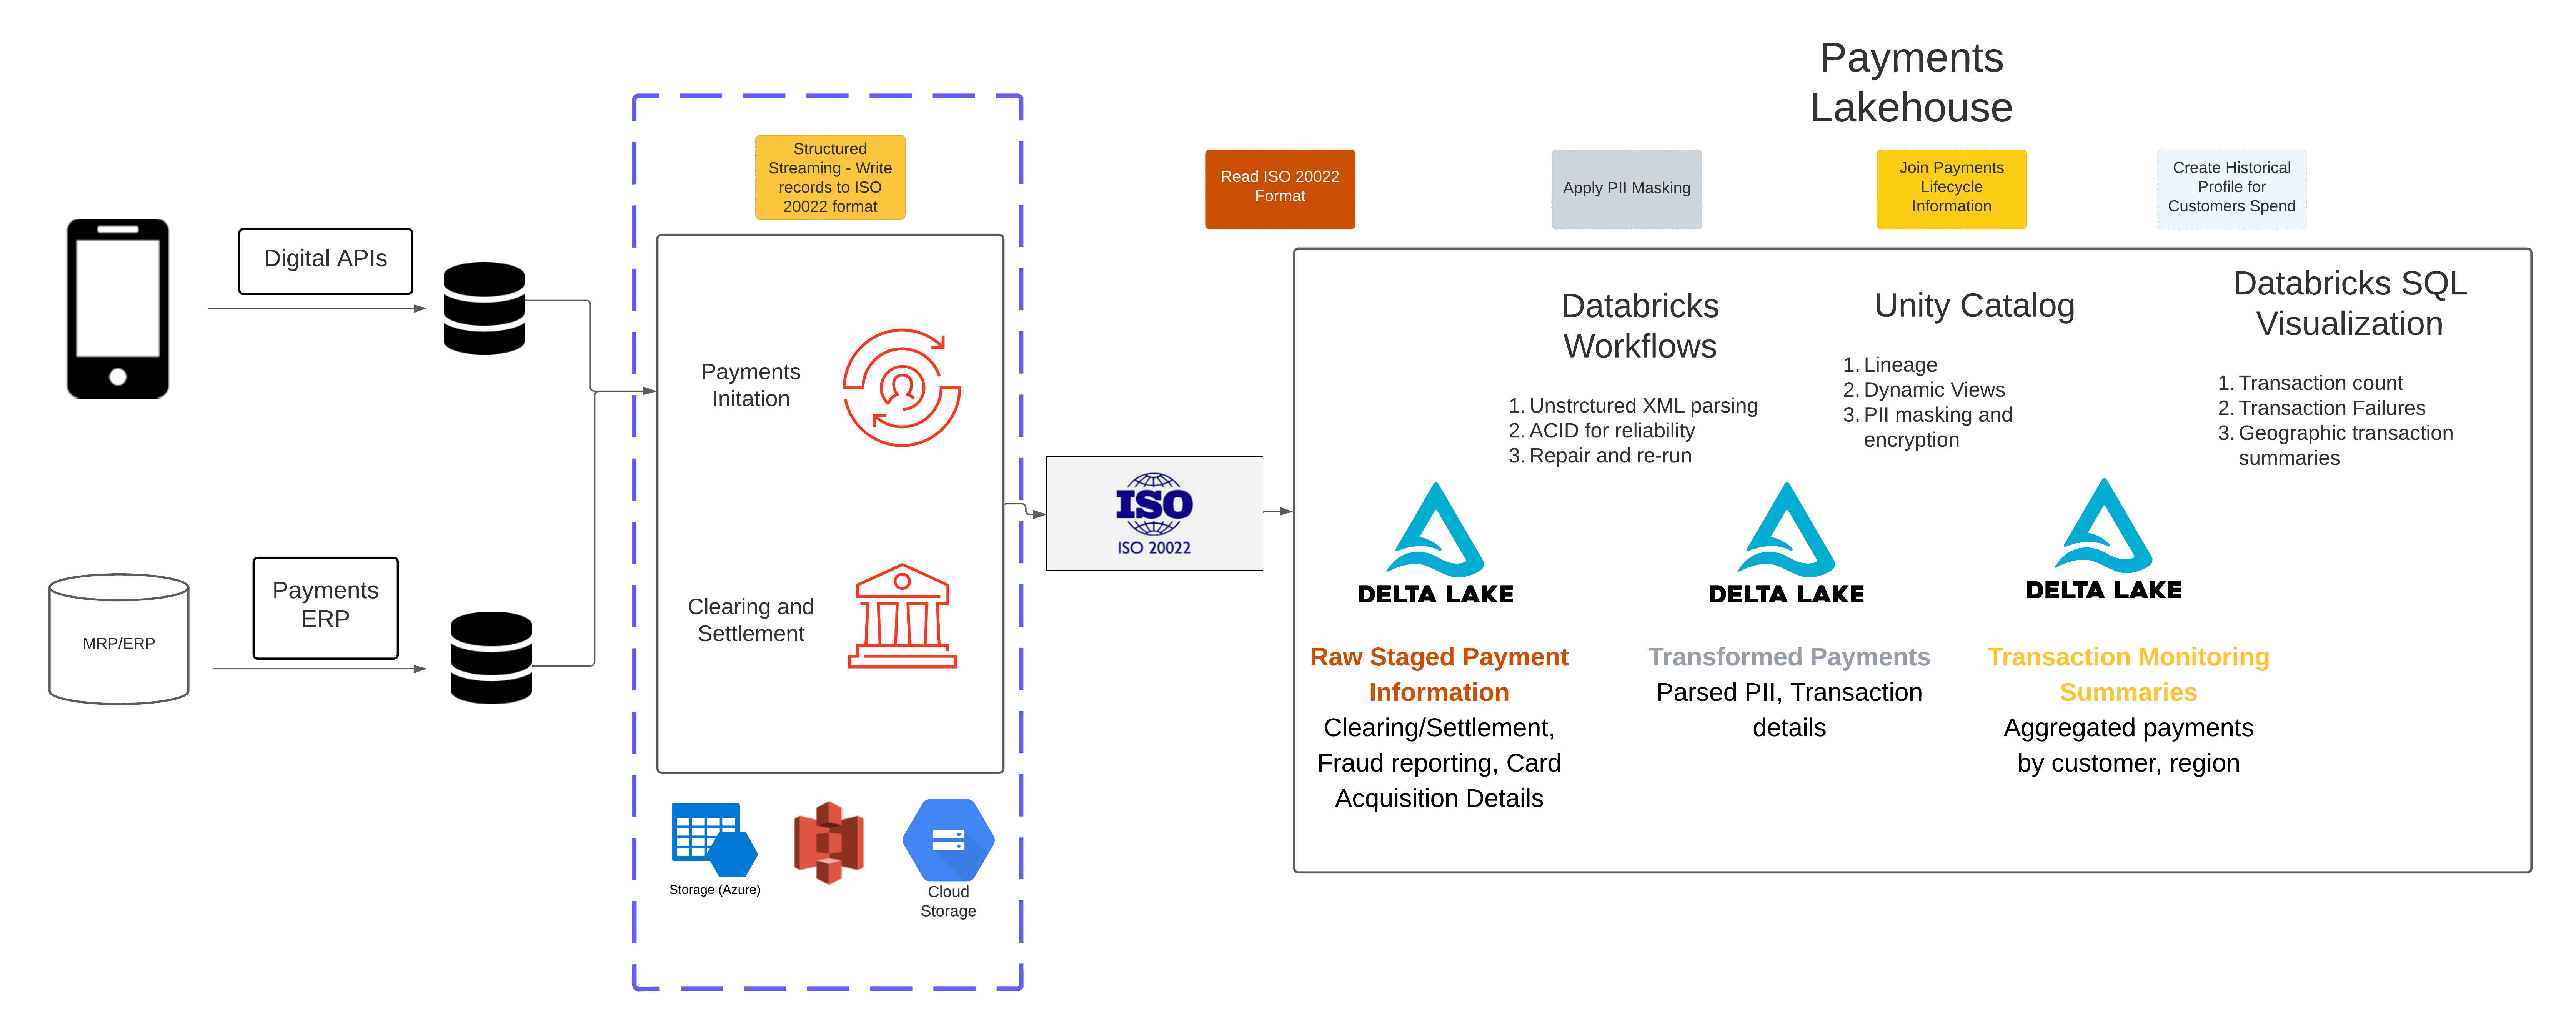 Payments
Lakehouse
Structured
Streaming - Write
records to ISO
20022 format
Read ISO 20022
Format
Apply PII Masking
Join Payments
Lifecycle
Information
Create Historical
Profile for
Customers Spend
Digital APIs
Payments
ERP
MRP/ERP
Payments
Initation
Clearing and
Settlement
Storage (Azure)
Cloud
Storage
ISO
ISO 20022
Databricks
Workflows
1. Unstrctured XML parsing
2. ACID for reliability
3. Repair and re-run
Unity Catalog
1. Lineage
2. Dynamic Views
3. PII masking and
encryption
Databricks SQL
Visualization
1. Transaction count
2. Transaction Failures
3. Geographic transaction
summaries
DELTA LAKE
Raw Staged Payment
Information
Clearing/Settlement,
Fraud reporting, Card
Acquisition Details
DELTA LAKE
Transformed Payments
Parsed PII, Transaction
details
DELTA LAKE
Transaction Monitoring
Summaries
Aggregated payments
by customer, region